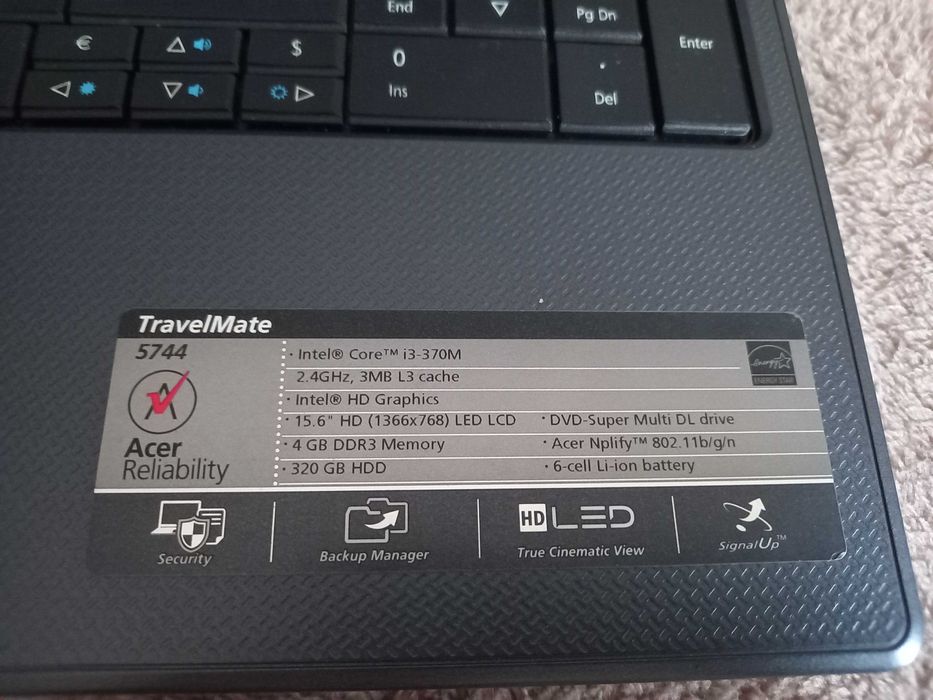 End
Pg Dn
Enter
€
$
0
Ins
.
Del
TravelMate
5744
Acer
Reliability
· Intel® Core™ i3-370M
2.4GHz, 3MB L3 cache
· Intel® HD Graphics
· 15.6" HD (1366x768) LED LCD
· 4 GB DDR3 Memory
· 320 GB HDD
· DVD-Super Multi DL drive
· Acer Nplify™ 802.11b/g/n
· 6-cell Li-ion battery
energy
ENERGY STAR
Security
Backup Manager
HD LED
True Cinematic View
SignalUp™